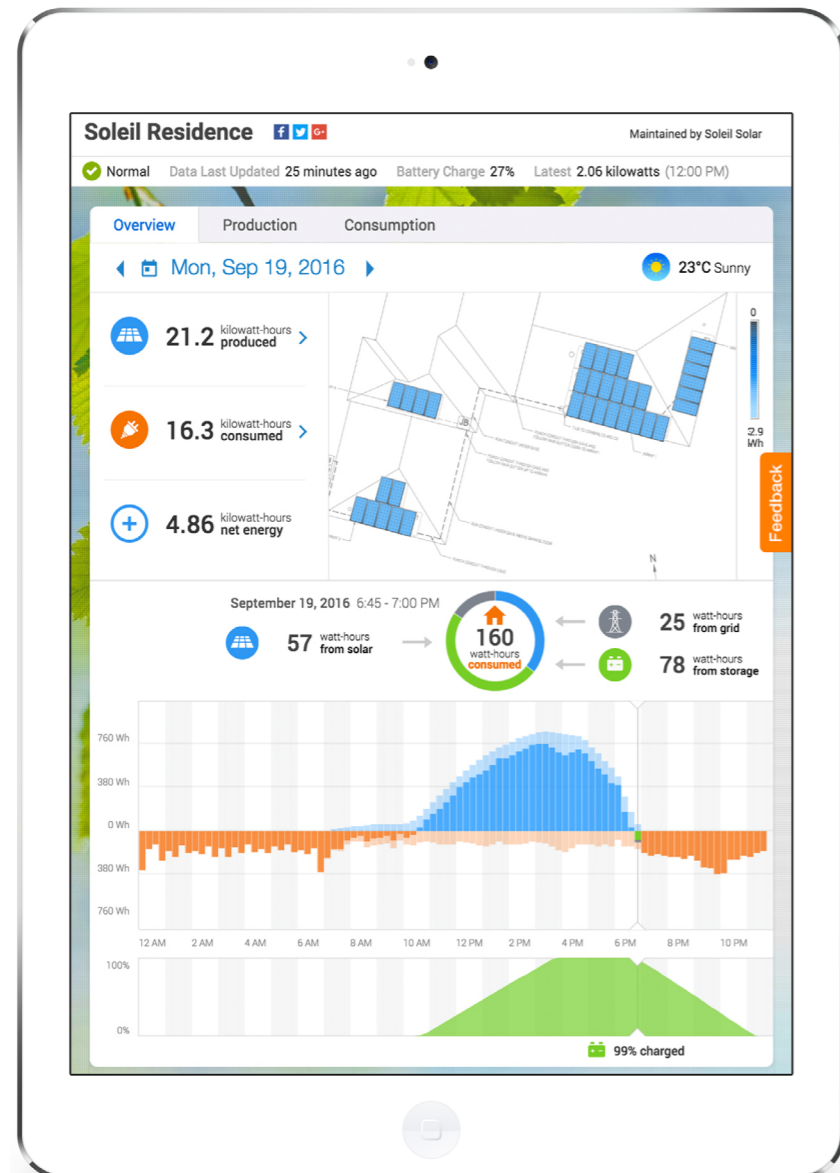 Soleil Residence
Maintained by Soleil Solar
Normal Data Last Updated 25 minutes ago Battery Charge 27% Latest 2.06 kilowatts (12:00 PM)
Overview Production Consumption
Mon, Sep 19, 2016
23°C Sunny
21.2 kilowatt-hours produced
16.3 kilowatt-hours consumed
4.86 kilowatt-hours net energy
JB
N
0
2.9
Wh
Feedback
September 19, 2016 6:45 - 7:00 PM
57 watt-hours from solar
160
watt-hours
consumed
25 watt-hours from grid
78 watt-hours from storage
760 Wh
380 Wh
0 Wh
380 Wh
760 Wh
12 AM 2 AM 4 AM 6 AM 8 AM 10 AM 12 PM 2 PM 4 PM 6 PM 8 PM 10 PM
100%
0%
99% charged